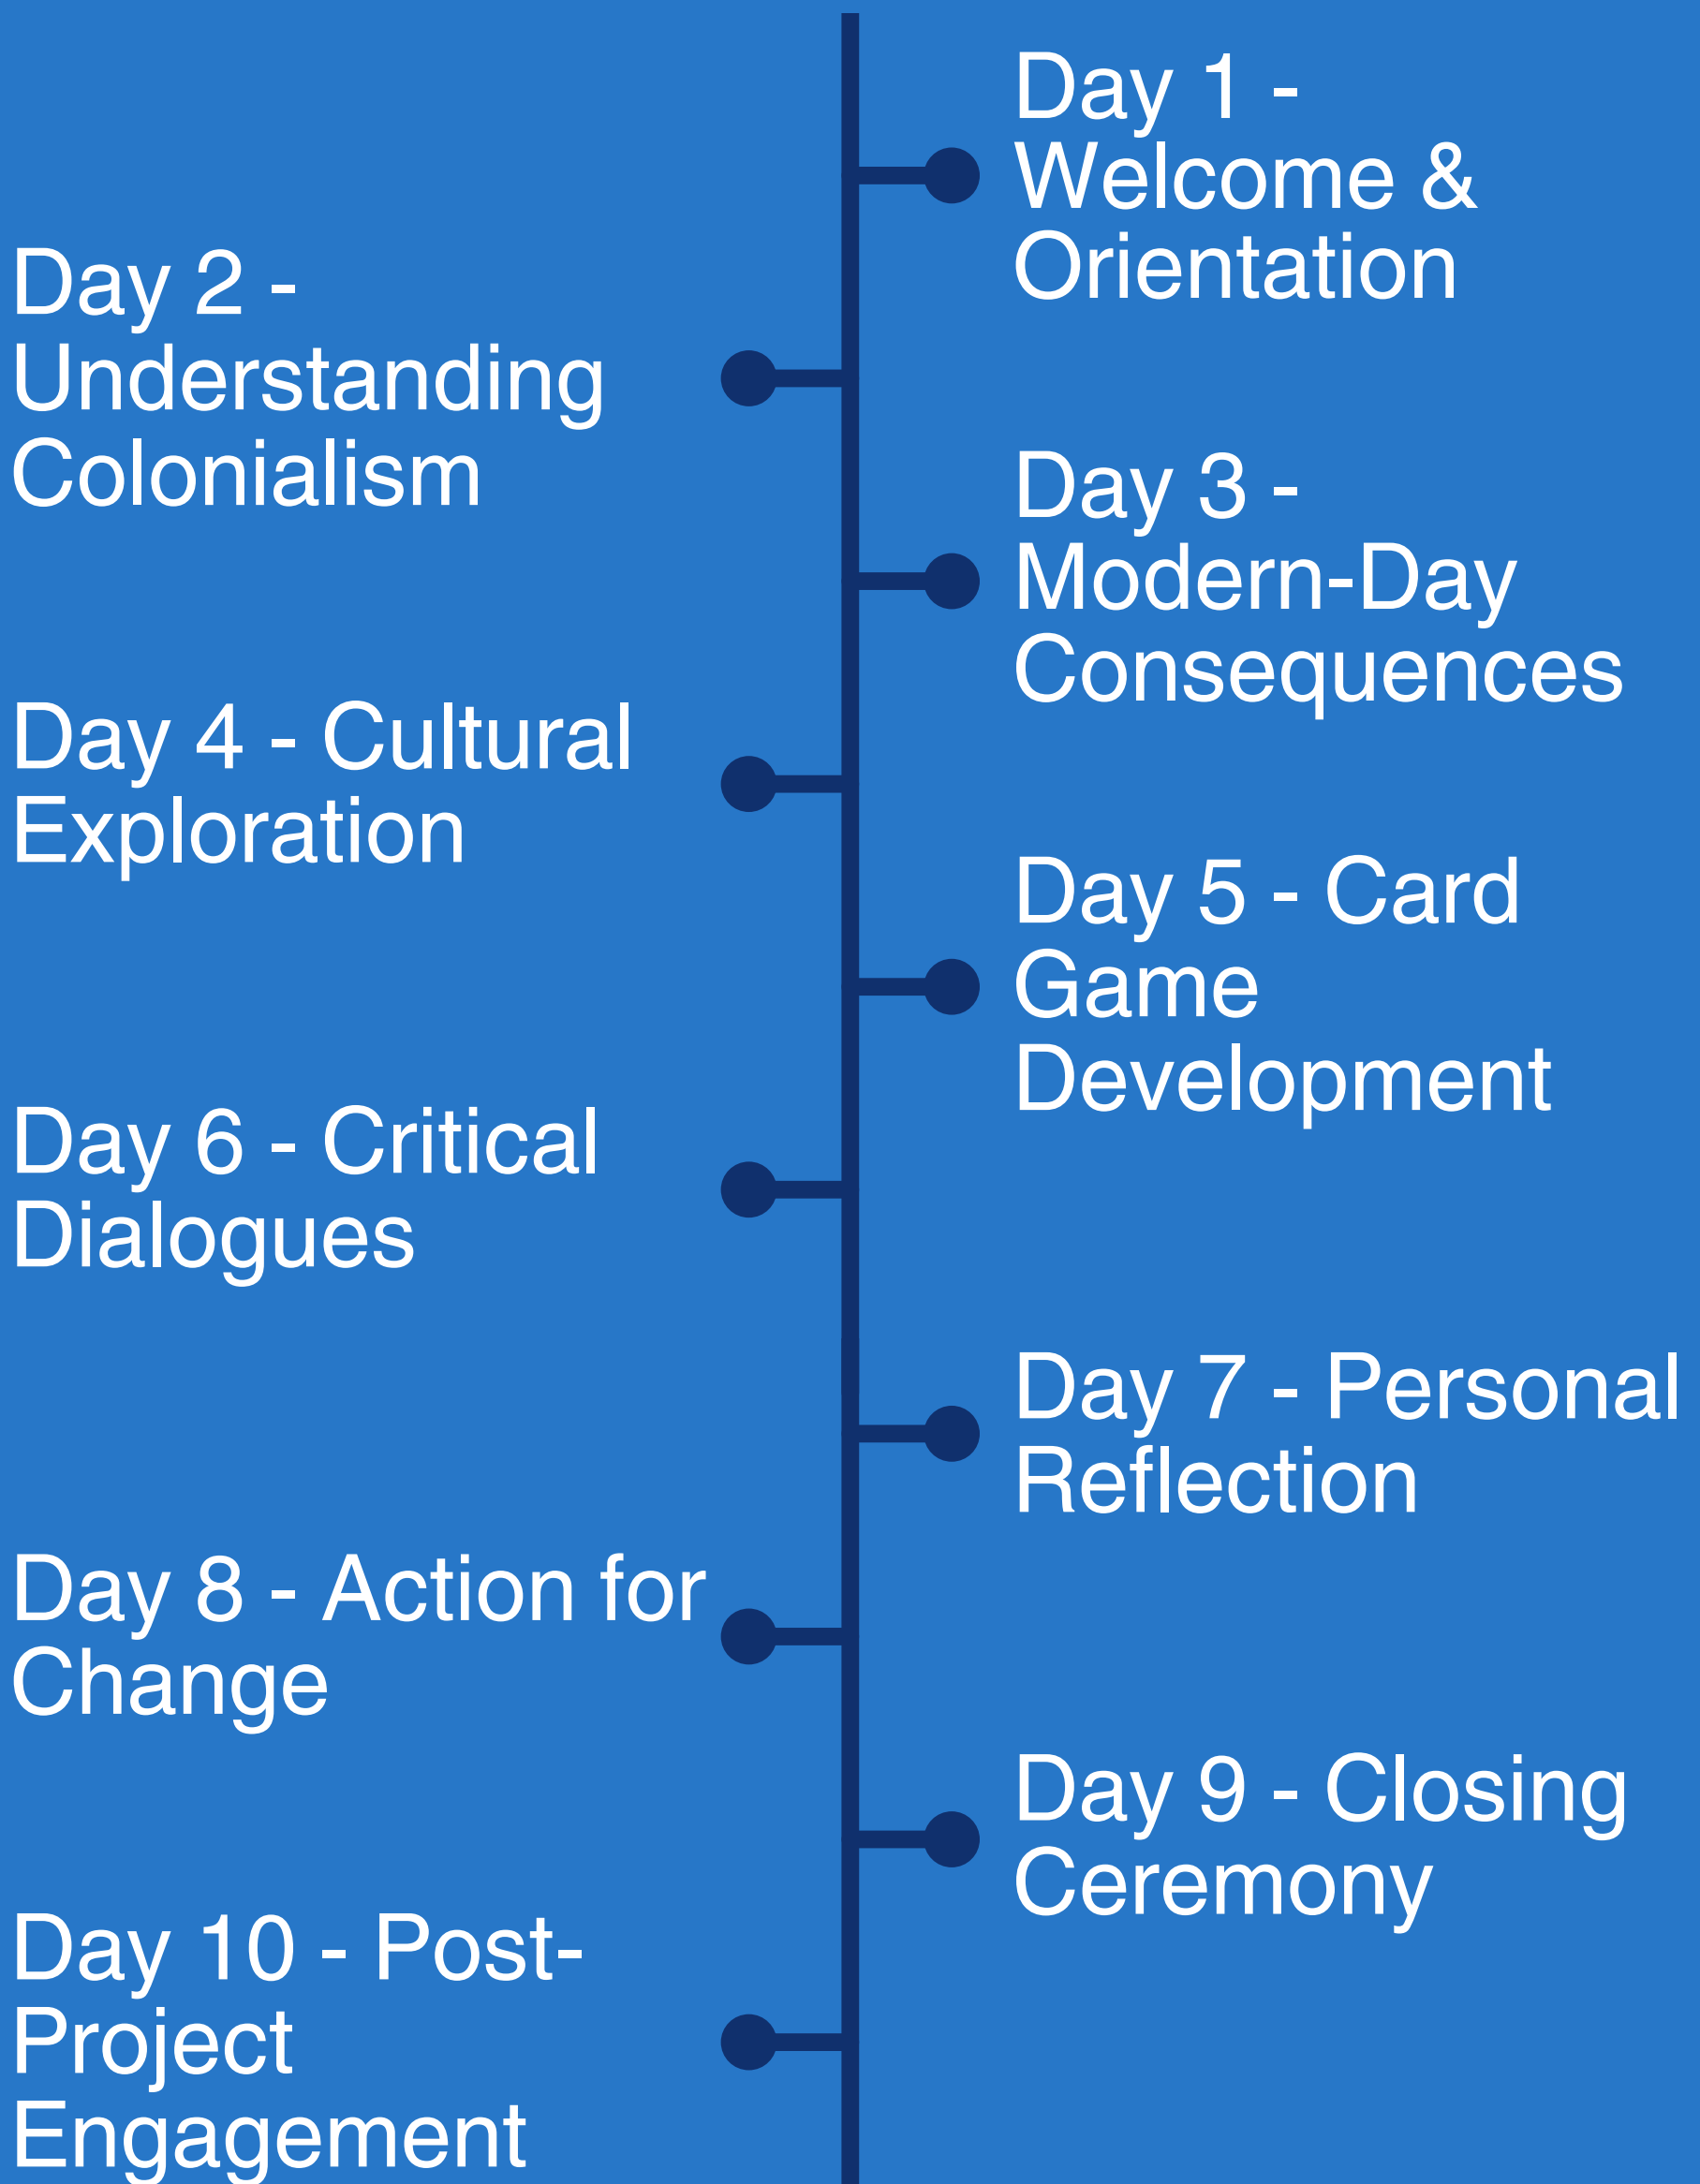 Day 1 -
Welcome &
Orientation
Day 2 -
Understanding
Colonialism
Day 3 -
Modern-Day
Consequences
Day 4 - Cultural
Exploration
Day 5 - Card
Game
Development
Day 6 - Critical
Dialogues
Day 7 - Personal
Reflection
Day 8 - Action for
Change
Day 9 - Closing
Ceremony
Day 10 - Post-
Project
Engagement